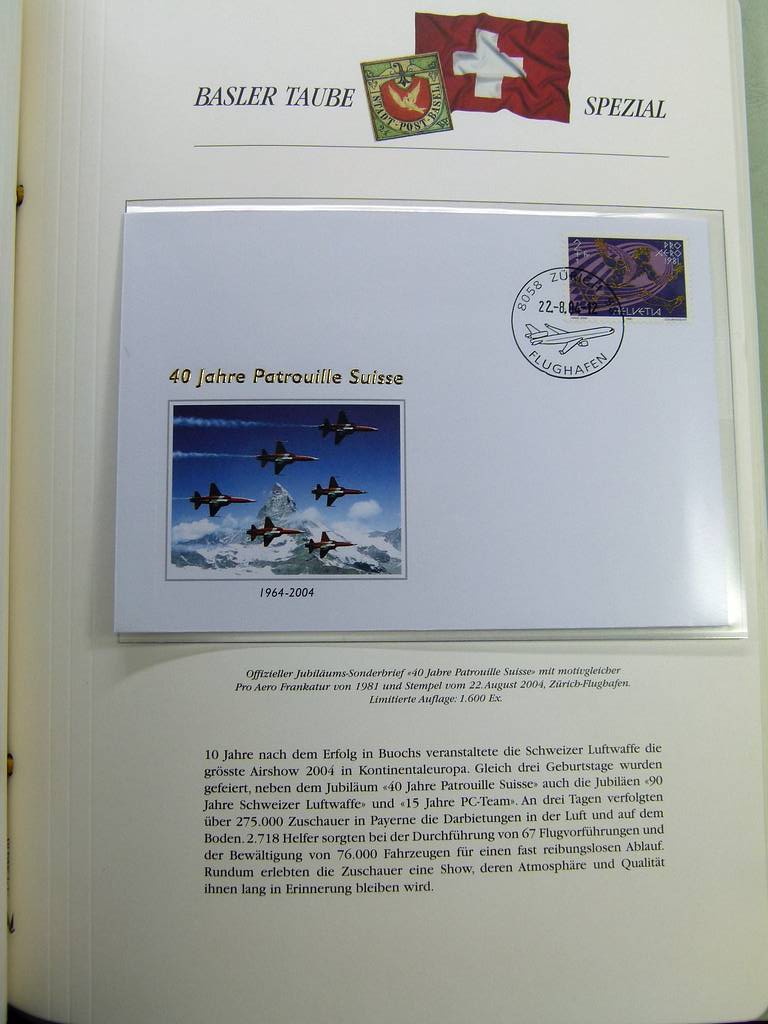 BASLER TAUBE
STADT-POST-BASEL
SPEZIAL
PRO
AERO
1981
HELVETIA
8058 ZÜRICH
22.-8.04-12
FLUGHAFEN
40 Jahre Patrouille Suisse
1964-2004
Offizieller Jubiläums-Sonderbrief «40 Jahre Patrouille Suisse» mit motivgleicher
Pro Aero Frankatur von 1981 und Stempel vom 22. August 2004, Zürich-Flughafen.
Limitierte Auflage: 1.600 Ex.
10 Jahre nach dem Erfolg in Buochs veranstaltete die Schweizer Luftwaffe die
grösste Airshow 2004 in Kontinentaleuropa. Gleich drei Geburtstage wurden
gefeiert, neben dem Jubiläum «40 Jahre Patrouille Suisse» auch die Jubiläen «90
Jahre Schweizer Luftwaffe» und «15 Jahre PC-Team». An drei Tagen verfolgten
über 275.000 Zuschauer in Payerne die Darbietungen in der Luft und auf dem
Boden. 2.718 Helfer sorgten bei der Durchführung von 67 Flugvorführungen und
der Bewältigung von 76.000 Fahrzeugen für einen fast reibungslosen Ablauf.
Rundum erlebten die Zuschauer eine Show, deren Atmosphäre und Qualität
ihnen lang in Erinnerung bleiben wird.